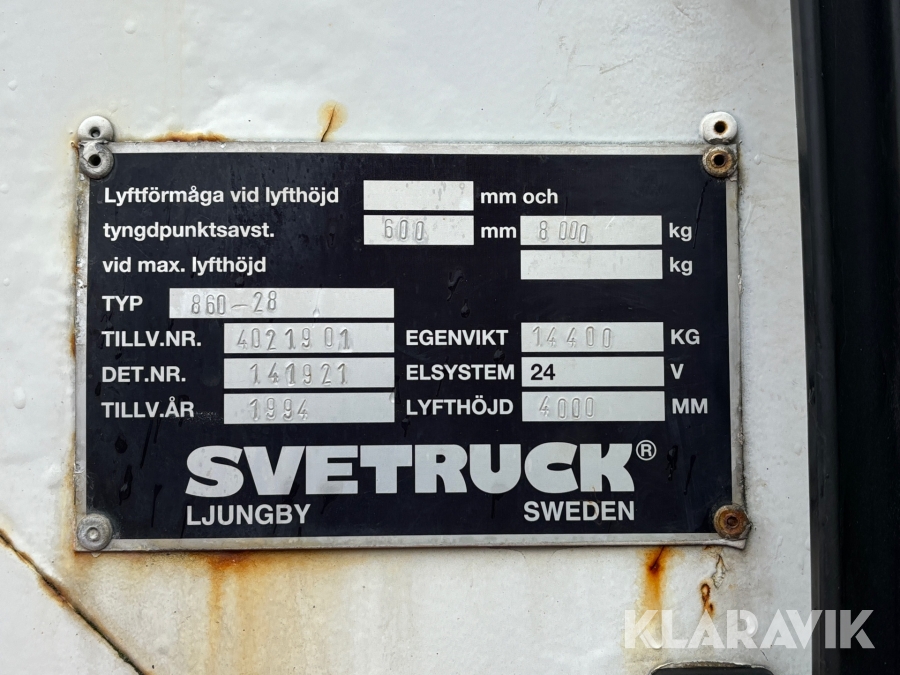 Lyftförmåga vid lyfthöjd mm och
tyngdpunktsavst. 600 mm 8000 kg
vid max. lyfthöjd kg
TYP 860-28
TILLV.NR. 4021901 EGENVIKT 14400 KG
DET.NR. 141921 ELSYSTEM 24 V
TILLV.ÅR 1994 LYFTHÖJD 4000 MM
SVETRUCK®
LJUNGBY SWEDEN
KLARAVIK